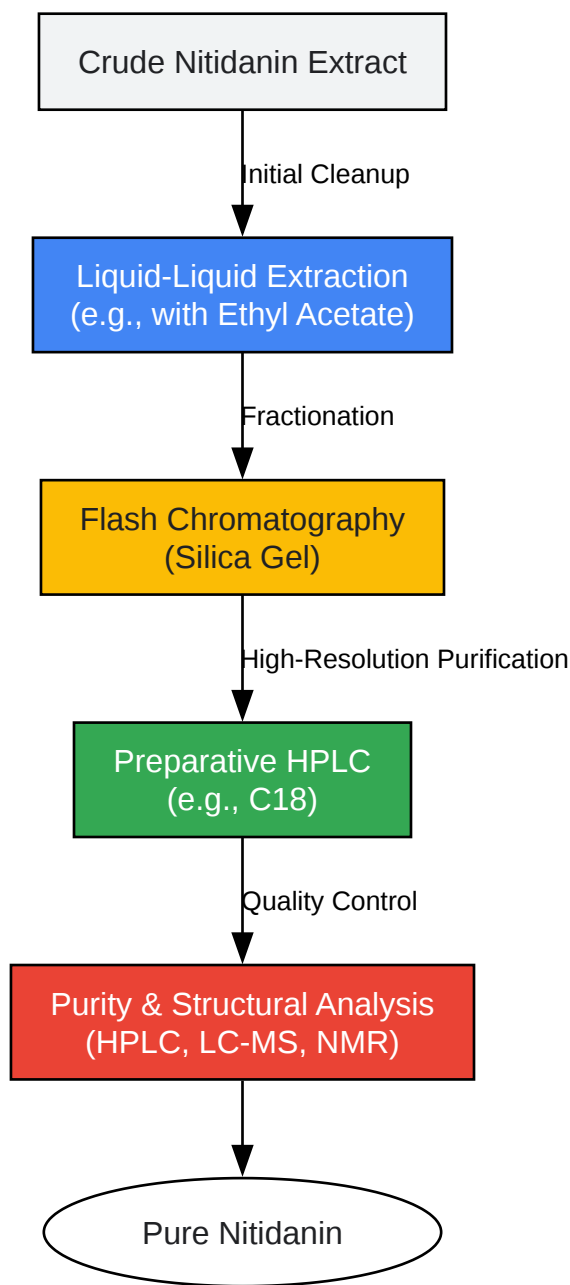 Crude Nitidanin Extract
Initial Cleanup
Liquid-Liquid Extraction
(e.g., with Ethyl Acetate)
Fractionation
Flash Chromatography
(Silica Gel)
High-Resolution Purification
Preparative HPLC
(e.g., C18)
Quality Control
Purity & Structural Analysis
(HPLC, LC-MS, NMR)
Pure Nitidanin